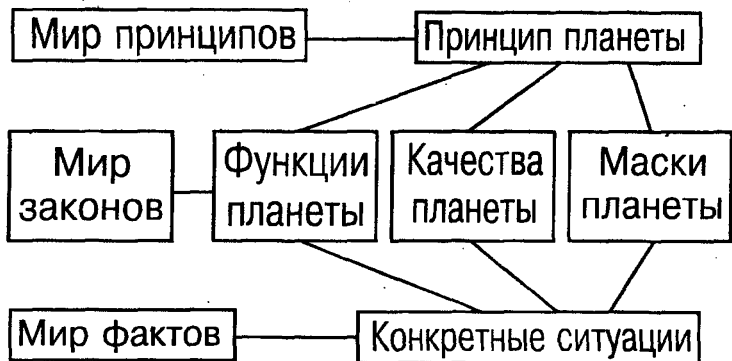 Мир принципов
Принцип планеты
Мир
законов
Функции
планеты
Качества
планеты
Маски
планеты
Мир фактов
Конкретные ситуации